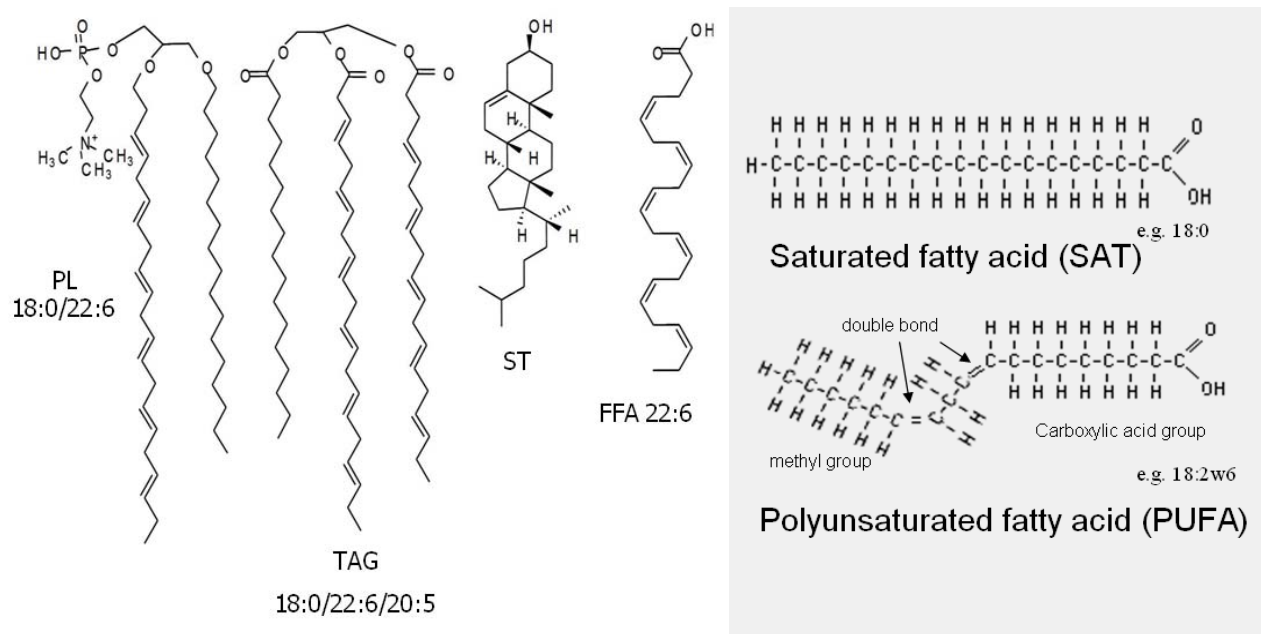 O
HO P O
O
O O
N+
H3C CH3
CH3
PL
18:0/22:6
O O O
O O O
TAG
18:0/22:6/20:5
OH
H
H H
H H
ST
O OH
FFA 22:6
H H H H H H H H H H H H H H H H H O
H-C-C-C-C-C-C-C-C-C-C-C-C-C-C-C-C-C-C
H H H H H H H H H H H H H H H H H OH
e.g. 18:0
Saturated fatty acid (SAT)
double bond
H H H H H H H H O
C-C-C-C-C-C-C-C-C
H H H H H H H OH
H H H H H H H
H-C-C-C-C-C-C=C-C-C
H H H H H H H H
Carboxylic acid group
methyl group
e.g. 18:2w6
Polyunsaturated fatty acid (PUFA)